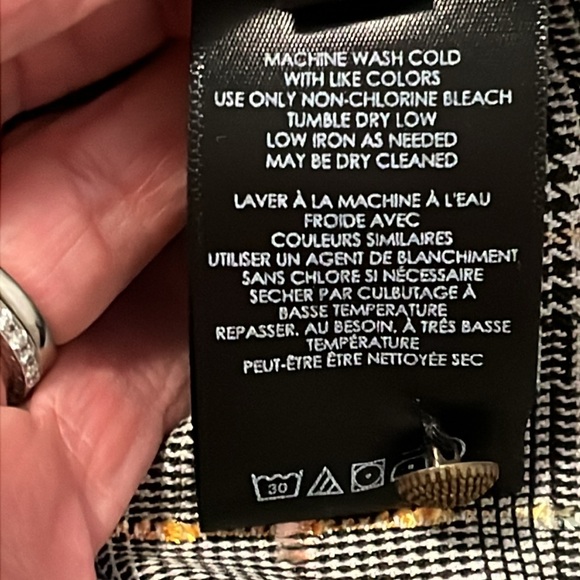 MACHINE WASH COLD
WITH LIKE COLORS
USE ONLY NON-CHLORINE BLEACH
TUMBLE DRY LOW
LOW IRON AS NEEDED
MAY BE DRY CLEANED
LAVER À LA MACHINE À L'EAU
FROIDE AVEC
COULEURS SIMILAIRES
UTILISER UN AGENT DE BLANCHIMENT
SANS CHLORE SI NÉCESSAIRE
SECHER PAR CULBUTAGE À
BASSE TEMPERATURE
REPASSER, AU BESOIN, À TRÈS BASSE
TEMPÉRATURE
PEUT-ÊTRE ÊTRE NETTOYÉE SEC
30